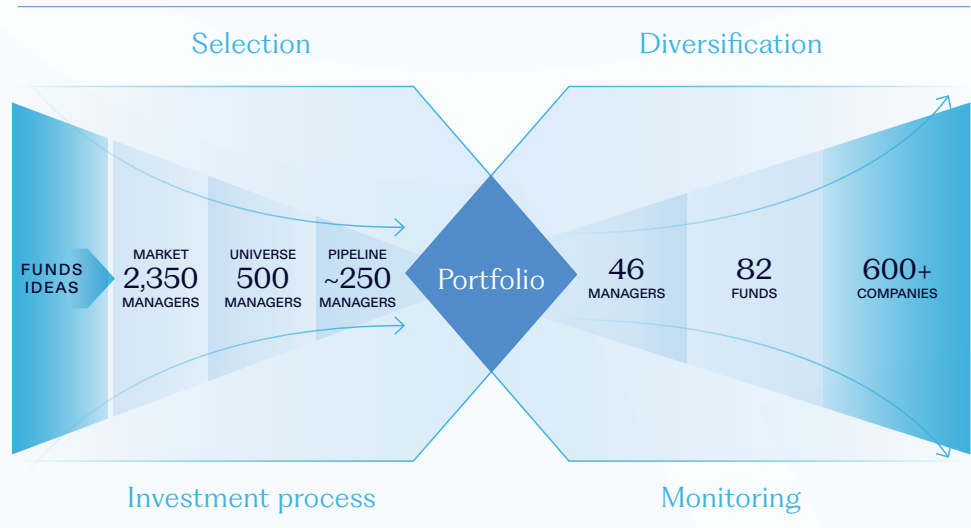 Selection
Diversification
FUNDS
IDEAS
MARKET
2,350
MANAGERS
UNIVERSE
500
MANAGERS
PIPELINE
~250
MANAGERS
Portfolio
46
MANAGERS
82
FUNDS
600+
COMPANIES
Investment process
Monitoring